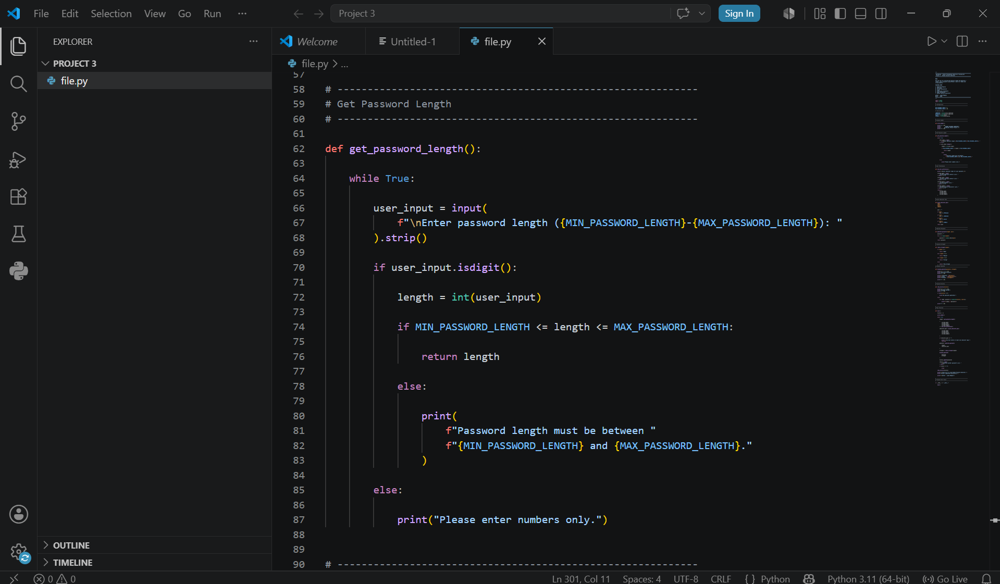 File Edit Selection View Go Run ... Project 3 Sign In
EXPLORER ...
Welcome Untitled-1 file.py
PROJECT 3
file.py
file.py > ...
57
58 # ------------------------------------------------------------
59 # Get Password Length
60 # ------------------------------------------------------------
61
62 def get_password_length():
63
64 while True:
65
66 user_input = input(
67 f"\nEnter password length ({MIN_PASSWORD_LENGTH}-{MAX_PASSWORD_LENGTH}): "
68 ).strip()
69
70 if user_input.isdigit():
71
72 length = int(user_input)
73
74 if MIN_PASSWORD_LENGTH <= length <= MAX_PASSWORD_LENGTH:
75
76 return length
77
78 else:
79
80 print(
81 f"Password length must be between "
82 f"{MIN_PASSWORD_LENGTH} and {MAX_PASSWORD_LENGTH}."
83 )
84
85 else:
86
87 print("Please enter numbers only.")
88
89
90 # ------------------------------------------------------------
OUTLINE
TIMELINE
0 0 Ln 301, Col 11 Spaces: 4 UTF-8 CRLF {} Python Python 3.11 (64-bit) Go Live